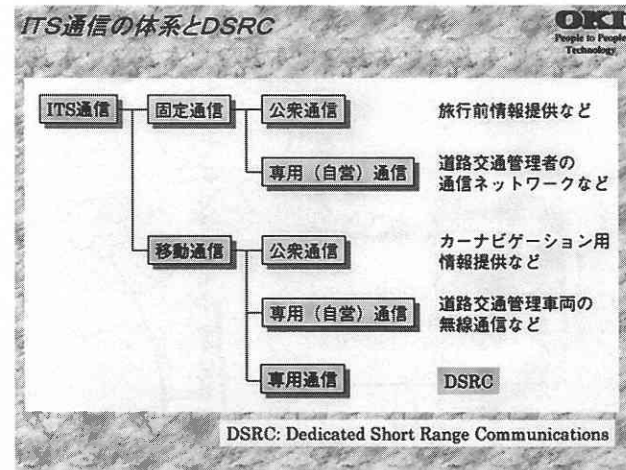 ITS通信の体系とDSRC
OKI
People to People
Technology
ITS通信
固定通信
公衆通信
旅行前情報提供など
専用（自営）通信
道路交通管理者の
通信ネットワークなど
移動通信
公衆通信
カーナビゲーション用
情報提供など
専用（自営）通信
道路交通管理車両の
無線通信など
専用通信
DSRC
DSRC: Dedicated Short Range Communications